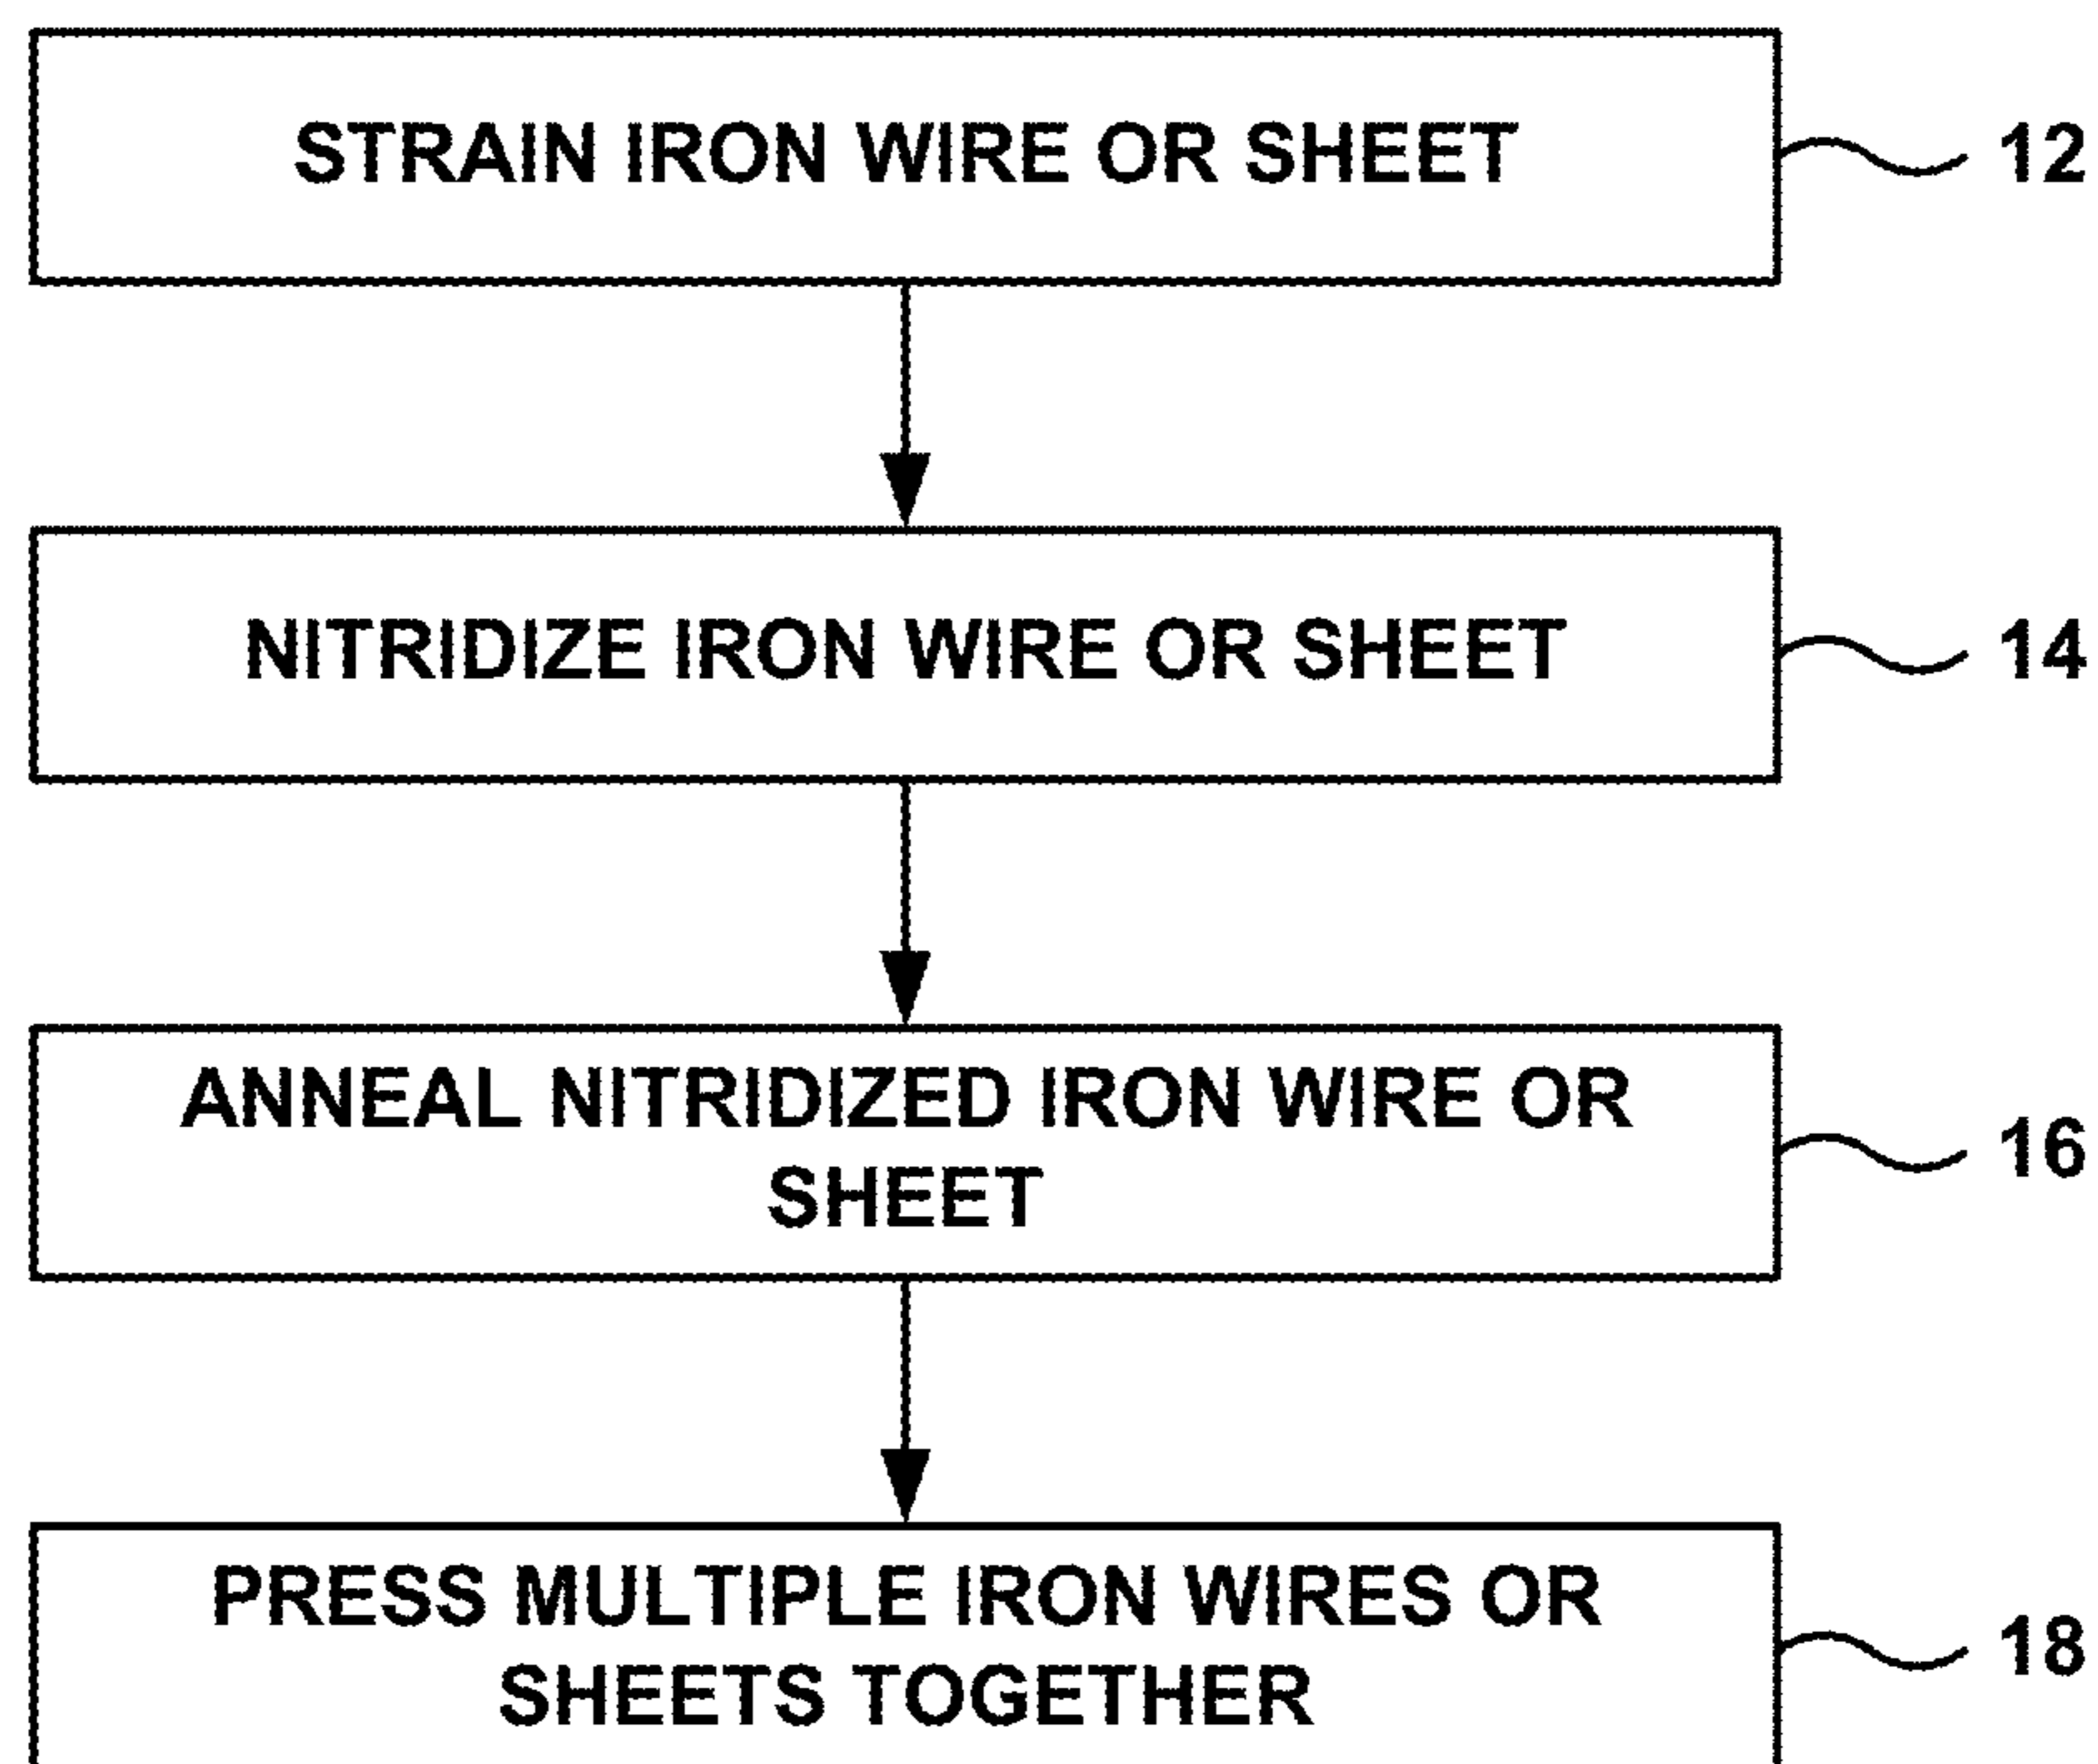 STRAIN IRON WIRE OR SHEET
12
NITRIDIZE IRON WIRE OR SHEET
14
ANNEAL NITRIDIZED IRON WIRE OR
SHEET
16
PRESS MULTIPLE IRON WIRES OR
SHEETS TOGETHER
18